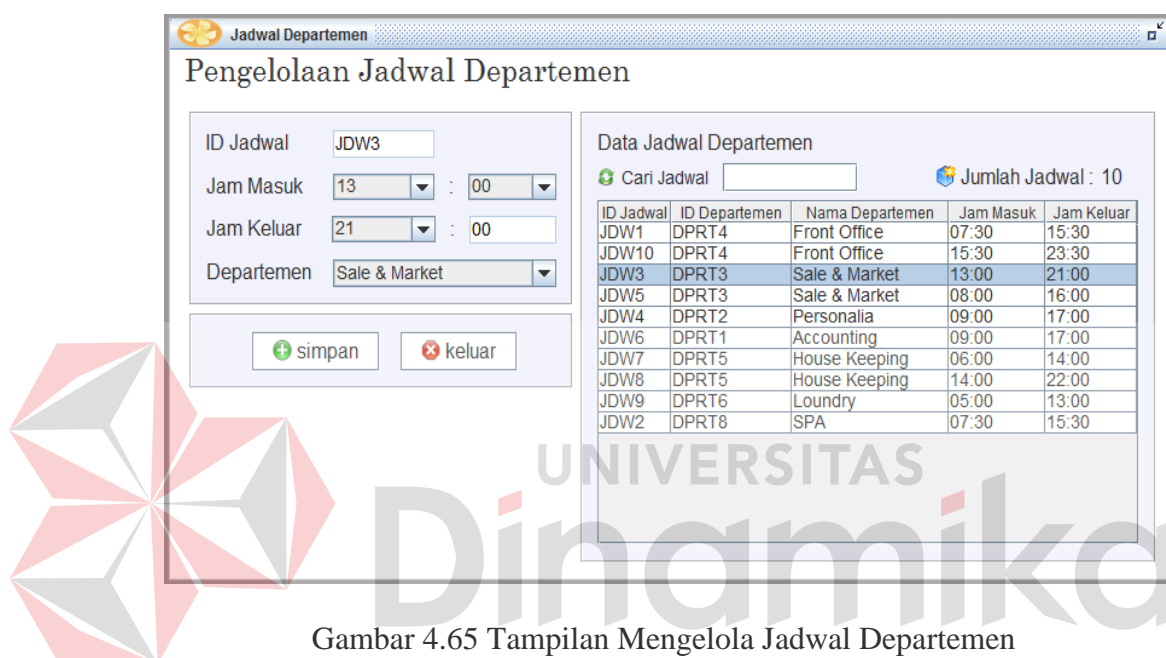 Jadwal Departemen
Pengelolaan Jadwal Departemen
ID Jadwal JDW3
Jam Masuk 13 : 00
Jam Keluar 21 : 00
Departemen Sale & Market
simpan keluar
Data Jadwal Departemen
Cari Jadwal Jumlah Jadwal : 10
ID Jadwal ID Departemen Nama Departemen Jam Masuk Jam Keluar
JDW1 DPRT4 Front Office 07:30 15:30
JDW10 DPRT4 Front Office 15:30 23:30
JDW3 DPRT3 Sale & Market 13:00 21:00
JDW5 DPRT3 Sale & Market 08:00 16:00
JDW4 DPRT2 Personalia 09:00 17:00
JDW6 DPRT1 Accounting 09:00 17:00
JDW7 DPRT5 House Keeping 06:00 14:00
JDW8 DPRT5 House Keeping 14:00 22:00
JDW9 DPRT6 Loundry 05:00 13:00
JDW2 DPRT8 SPA 07:30 15:30
UNIVERSITAS
Dinamika
Gambar 4.65 Tampilan Mengelola Jadwal Departemen